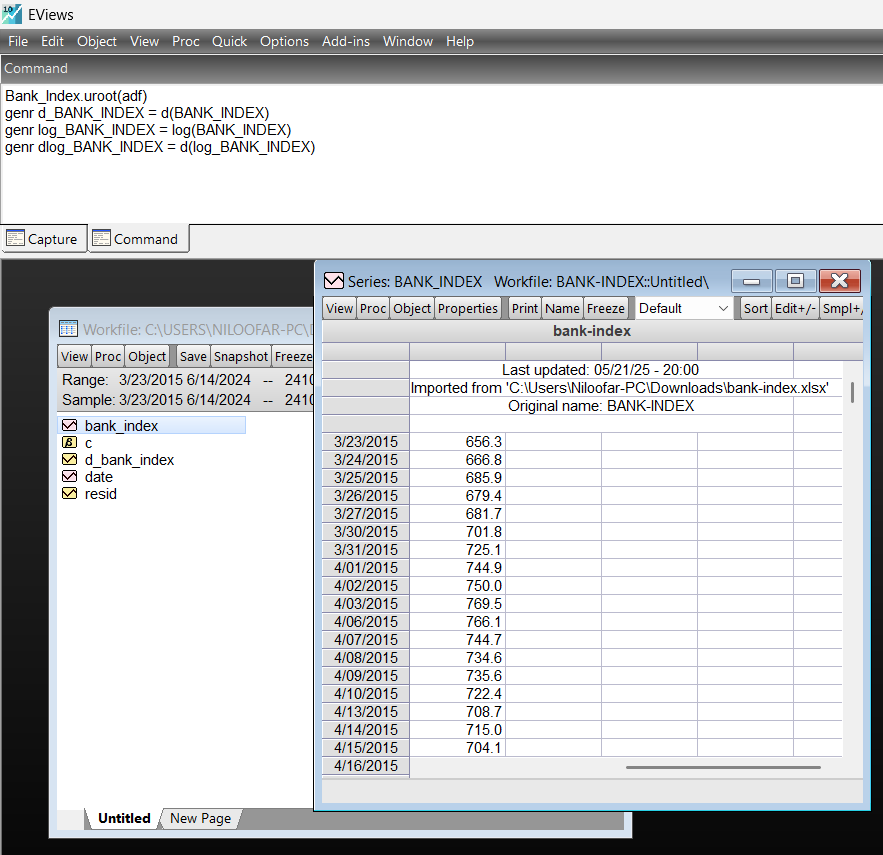 10
EViews
File Edit Object View Proc Quick Options Add-ins Window Help
Command
Bank_Index.uroot(adf)
genr d_BANK_INDEX = d(BANK_INDEX)
genr log_BANK_INDEX = log(BANK_INDEX)
genr dlog_BANK_INDEX = d(log_BANK_INDEX)
Capture Command
Workfile: C:\USERS\NILOOFAR-PC\D
View Proc Object Save Snapshot Freeze
Range: 3/23/2015 6/14/2024 -- 2410
Sample: 3/23/2015 6/14/2024 -- 2410
bank_index
β c
d_bank_index
date
resid
Untitled New Page
Series: BANK_INDEX Workfile: BANK-INDEX::Untitled\
View Proc Object Properties Print Name Freeze Default Sort Edit+/- Smpl+/
bank-index
Last updated: 05/21/25 - 20:00
Imported from 'C:\Users\Niloofar-PC\Downloads\bank-index.xlsx'
Original name: BANK-INDEX
3/23/2015 656.3
3/24/2015 666.8
3/25/2015 685.9
3/26/2015 679.4
3/27/2015 681.7
3/30/2015 701.8
3/31/2015 725.1
4/01/2015 744.9
4/02/2015 750.0
4/03/2015 769.5
4/06/2015 766.1
4/07/2015 744.7
4/08/2015 734.6
4/09/2015 735.6
4/10/2015 722.4
4/13/2015 708.7
4/14/2015 715.0
4/15/2015 704.1
4/16/2015